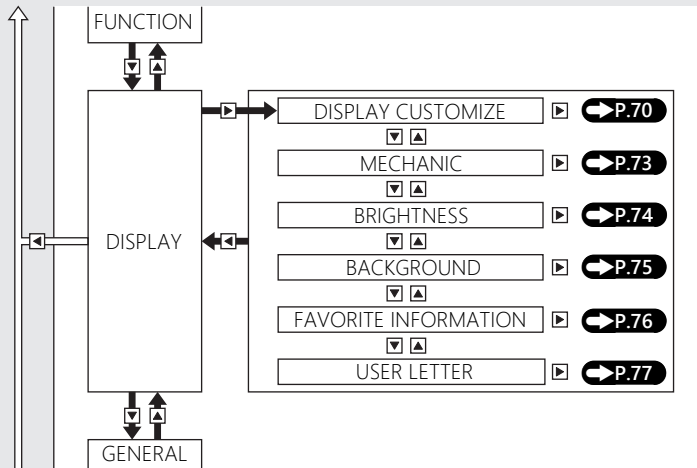 FUNCTION
DISPLAY CUSTOMIZE P.70
MECHANIC P.73
BRIGHTNESS P.74
DISPLAY
BACKGROUND P.75
FAVORITE INFORMATION P.76
USER LETTER P.77
GENERAL